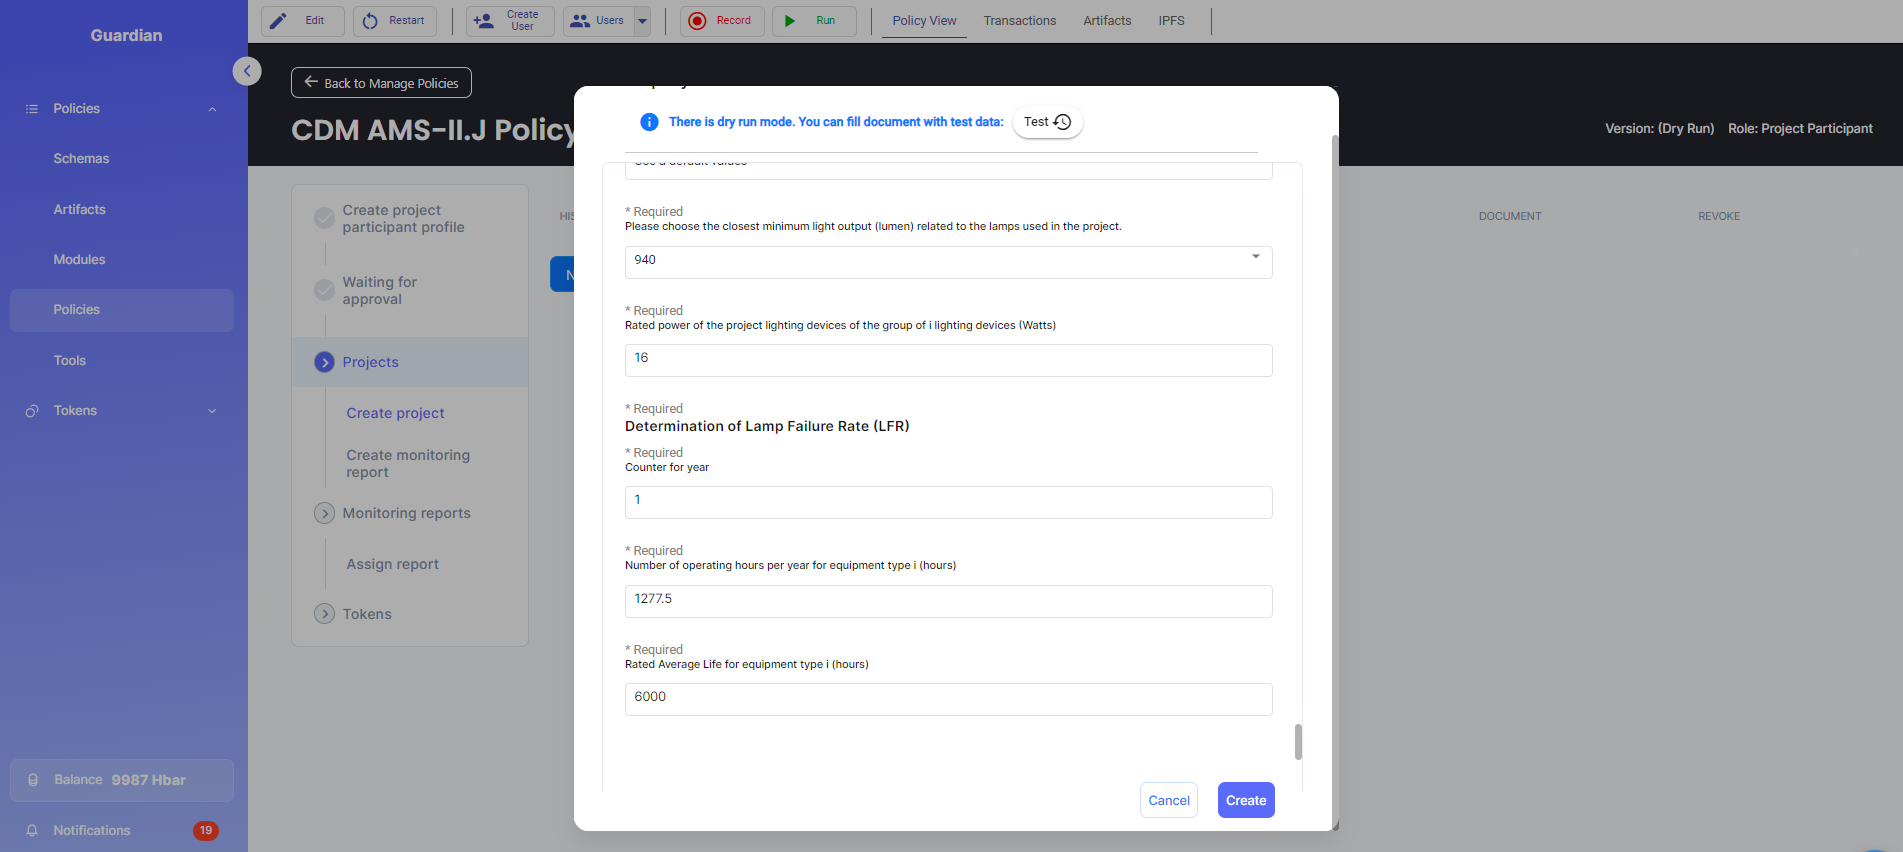 Guardian
Policies
Schemas
Artifacts
Modules
Policies
Tools
Tokens
Balance 9987 Hbar
Notifications 19
Edit
Restart
Create
User
Users
Record
Run
Policy View
Transactions
Artifacts
IPFS
Back to Manage Policies
CDM AMS-II.J Policy
Version: (Dry Run) Role: Project Participant
Create project
participant profile
Waiting for
approval
Projects
Create project
Create monitoring
report
Monitoring reports
Assign report
Tokens
DOCUMENT
REVOKE
There is dry run mode. You can fill document with test data:
Test
* Required
Please choose the closest minimum light output (lumen) related to the lamps used in the project.
940
* Required
Rated power of the project lighting devices of the group of i lighting devices (Watts)
16
* Required
Determination of Lamp Failure Rate (LFR)
* Required
Counter for year
1
* Required
Number of operating hours per year for equipment type i (hours)
1277.5
* Required
Rated Average Life for equipment type i (hours)
6000
Cancel
Create